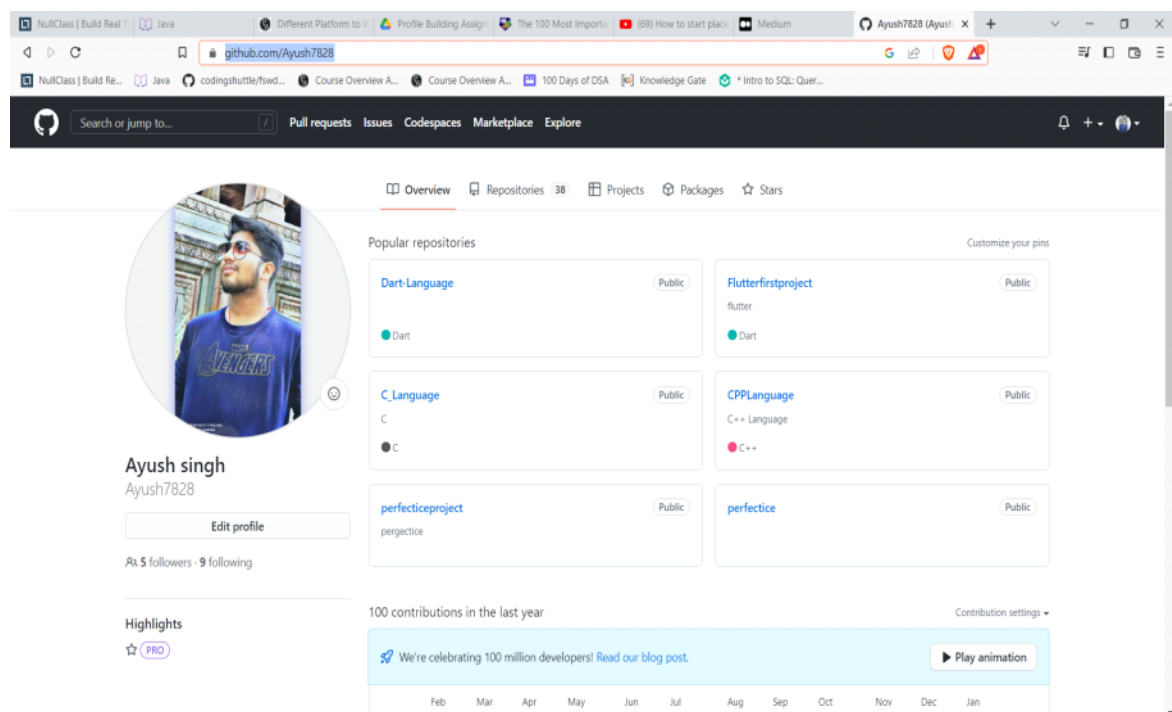 NullClass | Build Real T
Java
Different Platform to V
Profile Building Assign
The 100 Most Importa
(69) How to start place
Medium
Ayush7828 (Ayush
github.com/Ayush7828
NullClass | Build Re...
Java
codingshuttle/fswd...
Course Overview A...
Course Overview A...
100 Days of DSA
Knowledge Gate
* Intro to SQL: Quer...
Search or jump to...
/
Pull requests Issues Codespaces Marketplace Explore
Overview
Repositories 38
Projects
Packages
Stars
Popular repositories
Customize your pins
Dart-Language
Public
Dart
Flutterfirstproject
Public
flutter
Dart
C_Language
Public
C
C
CPPLanguage
Public
C++ Language
C++
perfecticeproject
Public
pergectice
perfectice
Public
AVENGERS
Ayush singh
Ayush7828
Edit profile
5 followers · 9 following
Highlights
PRO
100 contributions in the last year
Contribution settings
We're celebrating 100 million developers! Read our blog post.
Play animation
Feb Mar Apr May Jun Jul Aug Sep Oct Nov Dec Jan